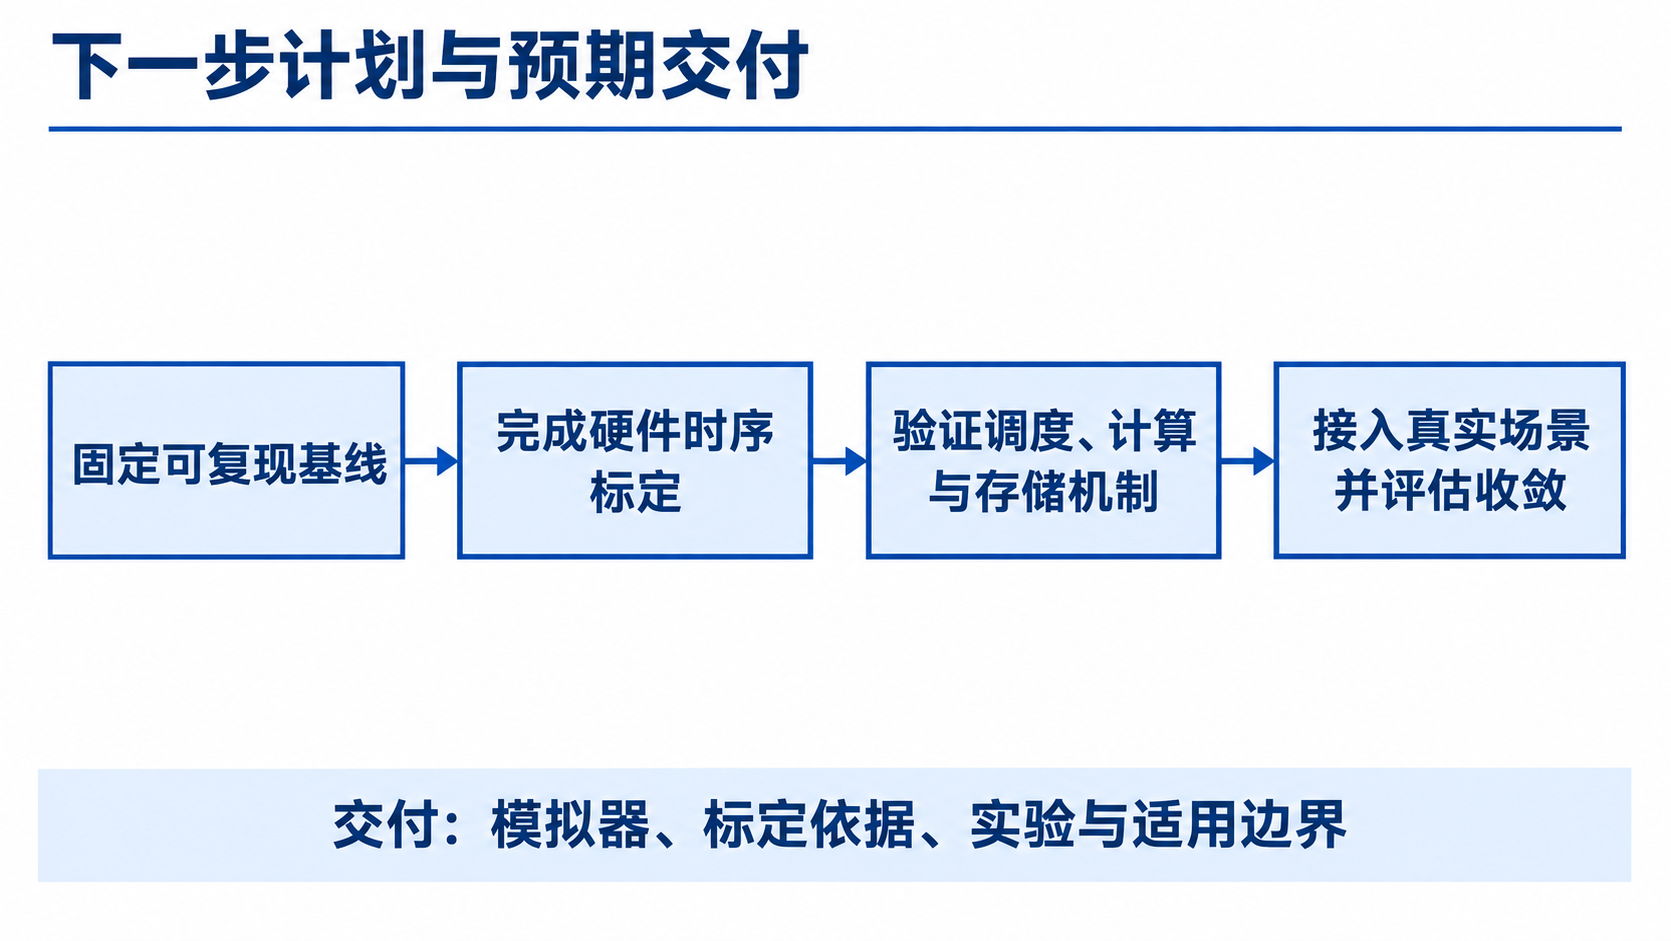 下一步计划与预期交付
固定可复现基线
完成硬件时序
标定
验证调度、计算
与存储机制
接入真实场景
并评估收敛
交付：模拟器、标定依据、实验与适用边界